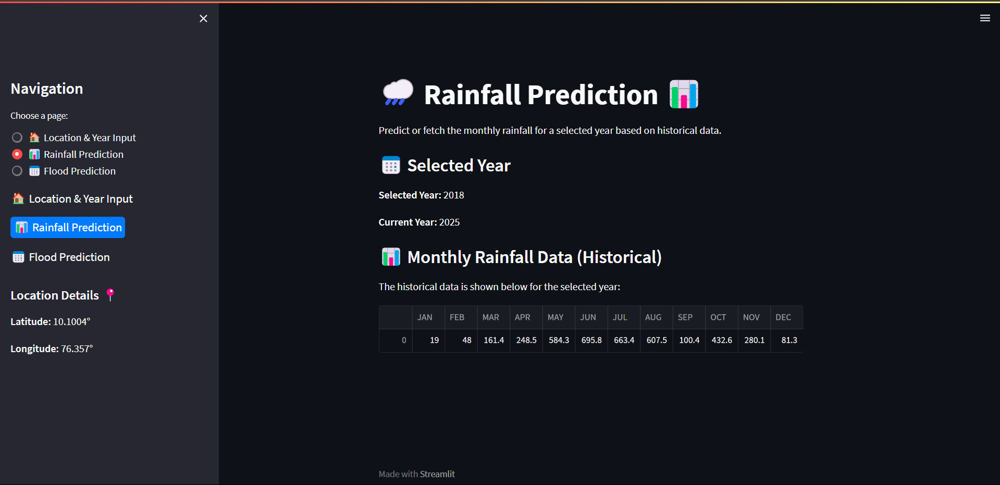 Navigation
Choose a page:
Location & Year Input
Rainfall Prediction
Flood Prediction
Location & Year Input
Rainfall Prediction
Flood Prediction
Location Details
Latitude: 10.1004°
Longitude: 76.357°
Rainfall Prediction
Predict or fetch the monthly rainfall for a selected year based on historical data.
Selected Year
Selected Year: 2018
Current Year: 2025
Monthly Rainfall Data (Historical)
The historical data is shown below for the selected year:
JAN FEB MAR APR MAY JUN JUL AUG SEP OCT NOV DEC
0 19 48 161.4 248.5 584.3 695.8 663.4 607.5 100.4 432.6 280.1 81.3
Made with Streamlit